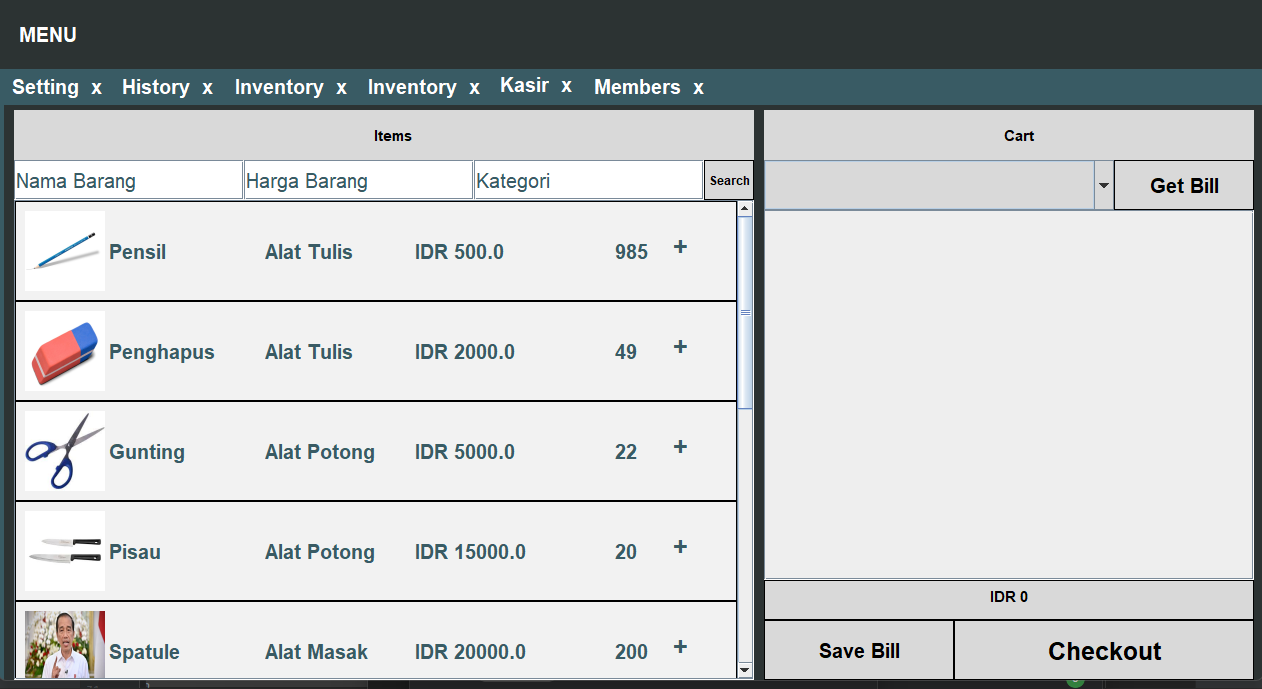 MENU
Setting x History x Inventory x Inventory x Kasir x Members x
Items
Nama Barang Harga Barang Kategori Search
Pensil Alat Tulis IDR 500.0 985 +
Penghapus Alat Tulis IDR 2000.0 49 +
Gunting Alat Potong IDR 5000.0 22 +
Pisau Alat Potong IDR 15000.0 20 +
Spatule Alat Masak IDR 20000.0 200 +
Cart
Get Bill
IDR 0
Save Bill Checkout